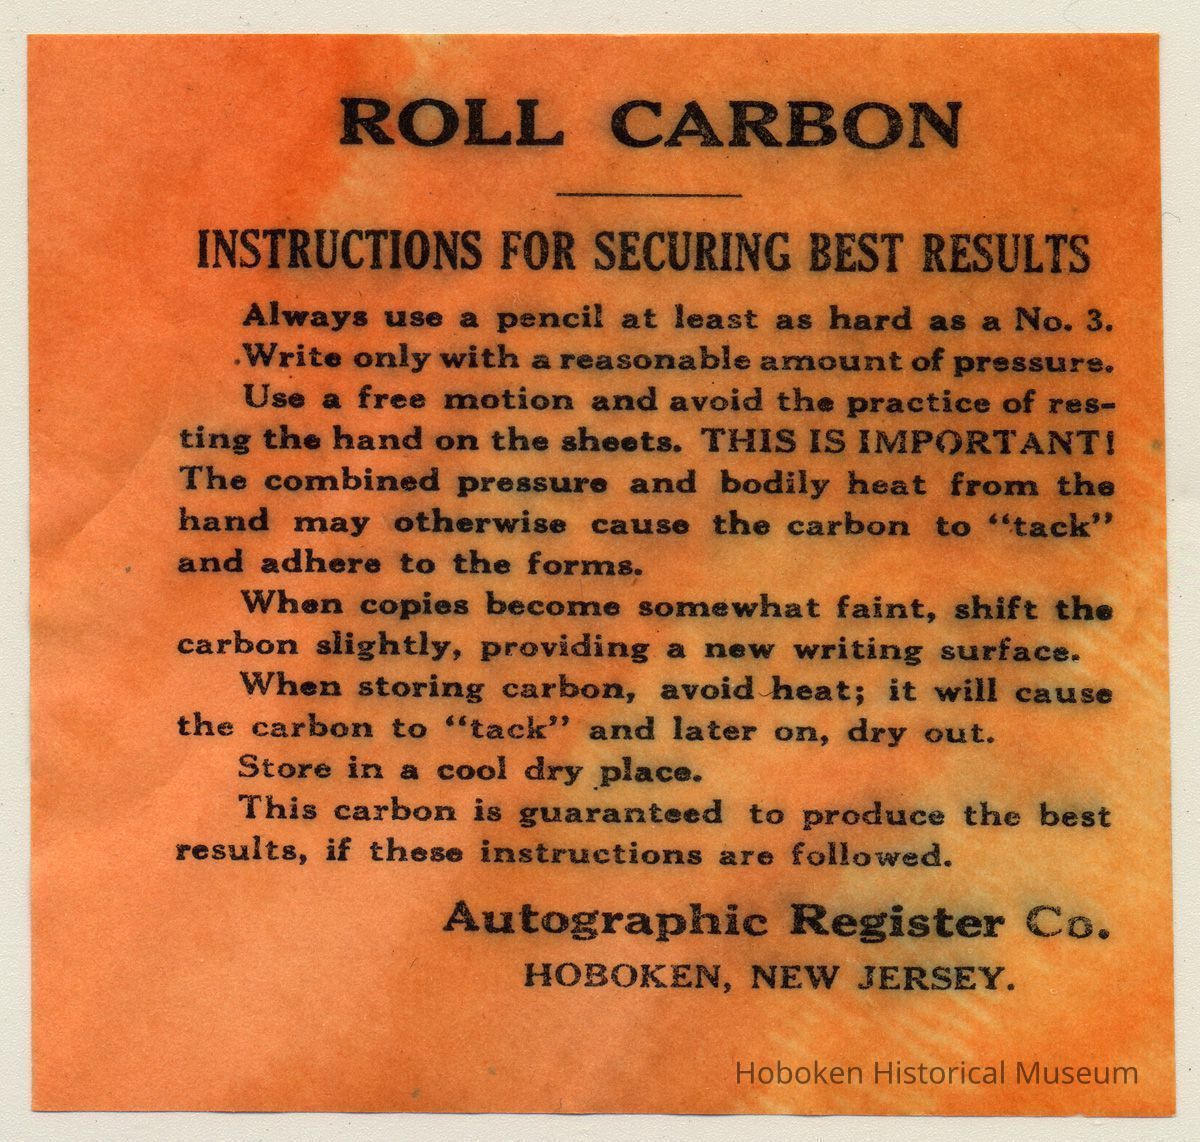 ROLL CARBON
INSTRUCTIONS FOR SECURING BEST RESULTS
Always use a pencil at least as hard as a No. 3.
Write only with a reasonable amount of pressure.
Use a free motion and avoid the practice of res-
ting the hand on the sheets. THIS IS IMPORTANT!
The combined pressure and bodily heat from the
hand may otherwise cause the carbon to “tack”
and adhere to the forms.
When copies become somewhat faint, shift the
carbon slightly, providing a new writing surface.
When storing carbon, avoid heat; it will cause
the carbon to “tack” and later on, dry out.
Store in a cool dry place.
This carbon is guaranteed to produce the best
results, if these instructions are followed.
Autographic Register Co.
HOBOKEN, NEW JERSEY.
Hoboken Historical Museum